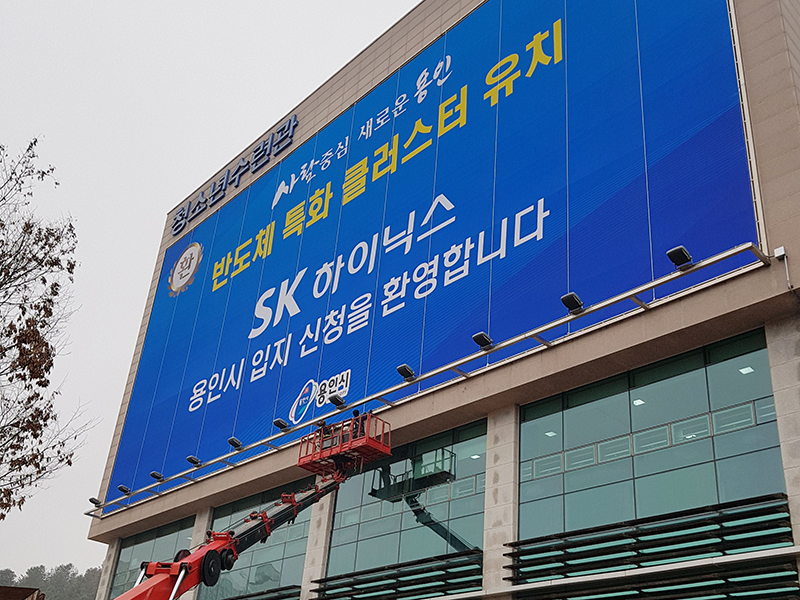 청소년수련관
사람중심 새로운 용인
반도체 특화 클러스터 유치
환
SK 하이닉스
용인시 입지 신청을 환영합니다
용인시